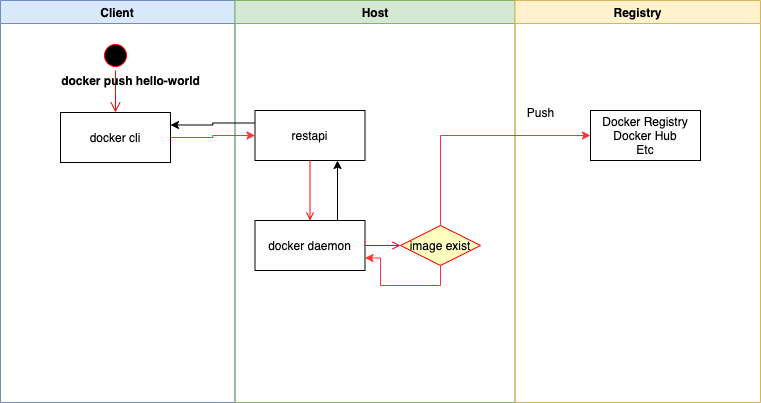 Client
Host
Registry
docker push hello-world
docker cli
restapi
Push
Docker Registry
Docker Hub
Etc
docker daemon
image exist